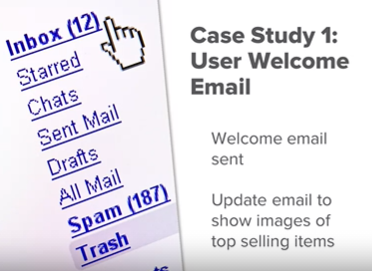 Inbox (12)
Starred
Chats
Sent Mail
Drafts
All Mail
Spam (187)
Trash
Case Study 1:
User Welcome
Email
Welcome email
sent
Update email to
show images of
top selling items